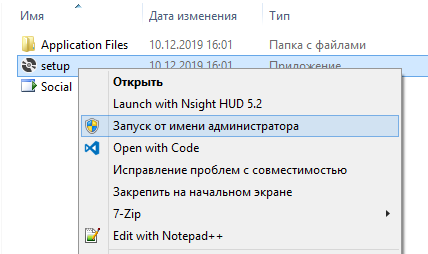 Имя Дата изменения Тип
Application Files 10.12.2019 16:01 Папка с файлами
setup 10.12.2019 16:01 Приложение
Social
Открыть
Launch with Nsight HUD 5.2
Запуск от имени администратора
Open with Code
Исправление проблем с совместимостью
Закрепить на начальном экране
7-Zip
Edit with Notepad++